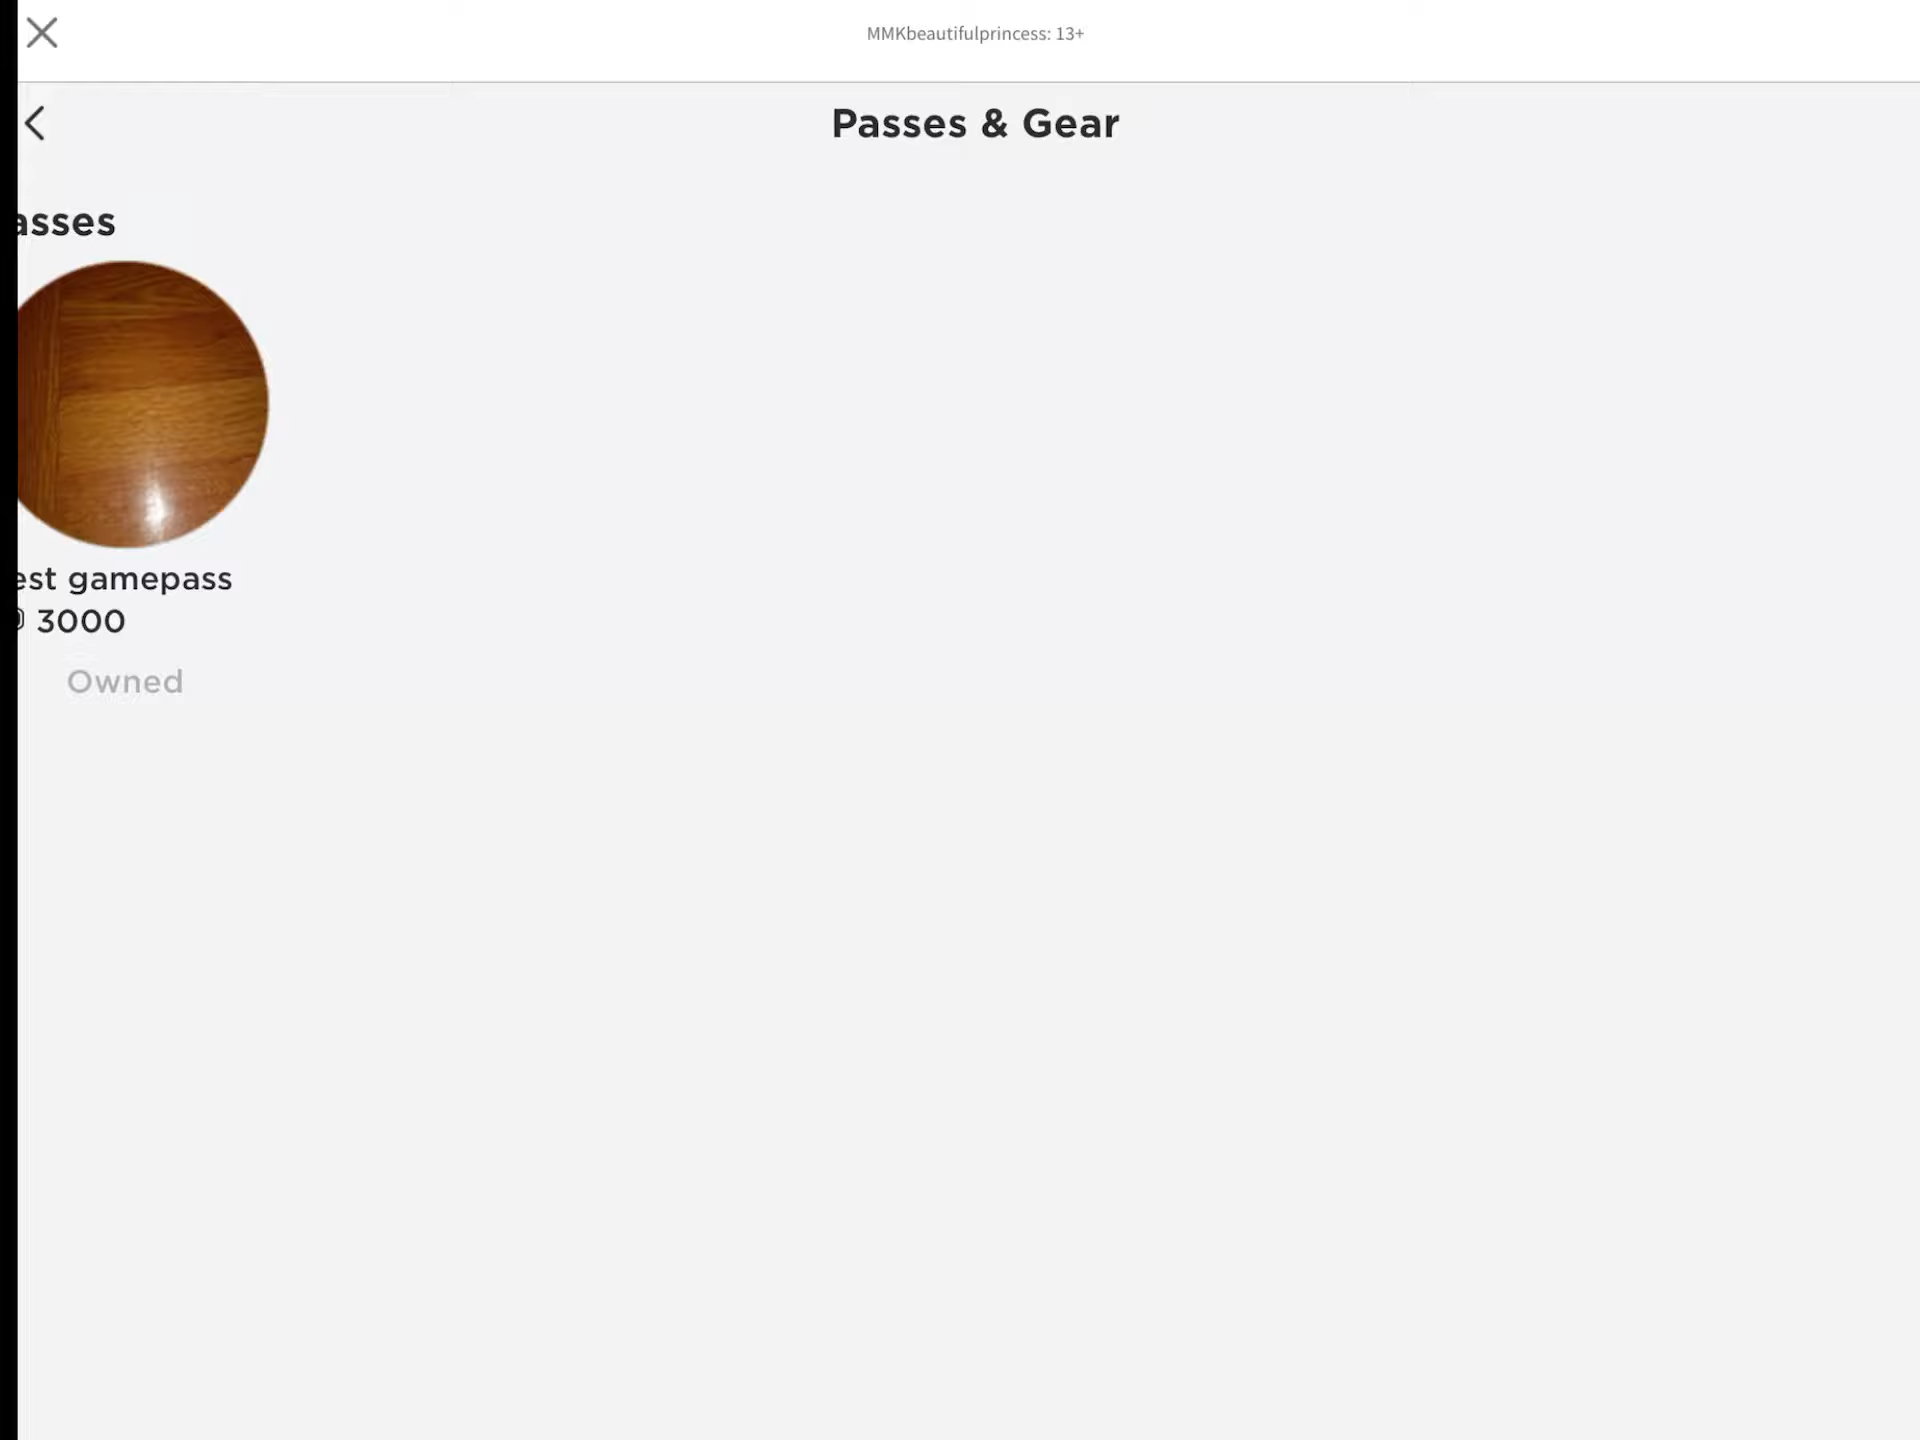 MMKbeautifulprincess: 13+
Passes & Gear
asses
est gamepass
3000
Owned